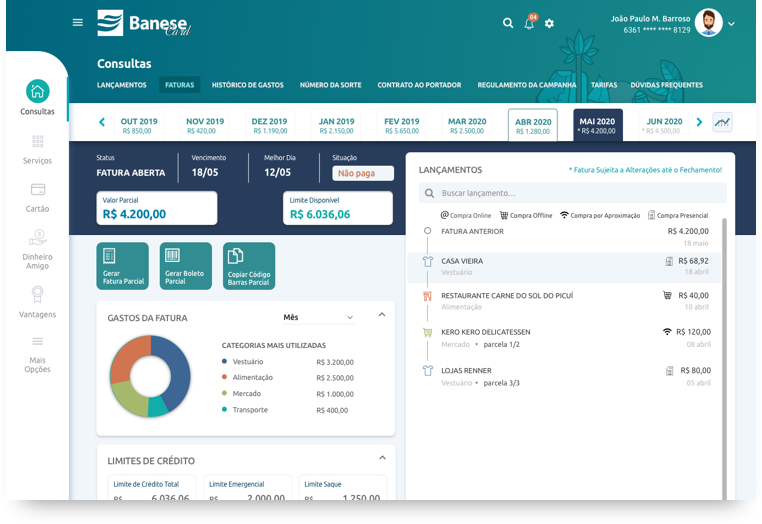 Banese
Card
04
João Paulo M. Barroso
6361 **** **** 8129
Consultas
LANÇAMENTOS
FATURAS
HISTÓRICO DE GASTOS
NÚMERO DA SORTE
CONTRATO AO PORTADOR
REGULAMENTO DA CAMPANHA
TARIFAS
DÚVIDAS FREQUENTES
Consultas
Serviços
Cartão
Dinheiro
Amigo
Vantagens
Mais
Opções
OUT 2019
R$ 850,00
NOV 2019
R$ 420,00
DEZ 2019
R$ 1.190,00
JAN 2019
R$ 2.150,00
FEV 2019
R$ 5.650,00
MAR 2020
R$ 2.500,00
ABR 2020
R$ 1.280,00
MAI 2020
* R$ 4.200,00
JUN 2020
* R$ 4.500,00
Status
FATURA ABERTA
Vencimento
18/05
Melhor Dia
12/05
Situação
Não paga
Valor Parcial
R$ 4.200,00
Limite Disponível
R$ 6.036,06
Gerar
Fatura Parcial
Gerar Boleto
Parcial
Copiar Código
Barras Parcial
GASTOS DA FATURA
Mês
CATEGORIAS MAIS UTILIZADAS
Vestuário R$ 3.200,00
Alimentação R$ 2.500,00
Mercado R$ 1.000,00
Transporte R$ 400,00
LIMITES DE CRÉDITO
Limite de Crédito Total
R$ 6.036,06
Limite Emergencial
R$ 2.000,00
Limite Saque
R$ 1.250,00
LANÇAMENTOS
* Fatura Sujeita a Alterações até o Fechamento!
Buscar lançamento...
@ Compra Online
Compra Offline
Compra por Aproximação
Compra Presencial
FATURA ANTERIOR R$ 4.200,00
18 maio
CASA VIEIRA R$ 68,92
Vestuário 18 abril
RESTAURANTE CARNE DO SOL DO PICUÍ R$ 40,00
Alimentação 10 abril
KERO KERO DELICATESSEN R$ 120,00
Mercado • parcela 1/2 08 abril
LOJAS RENNER R$ 80,00
Vestuário • parcela 3/3 05 abril